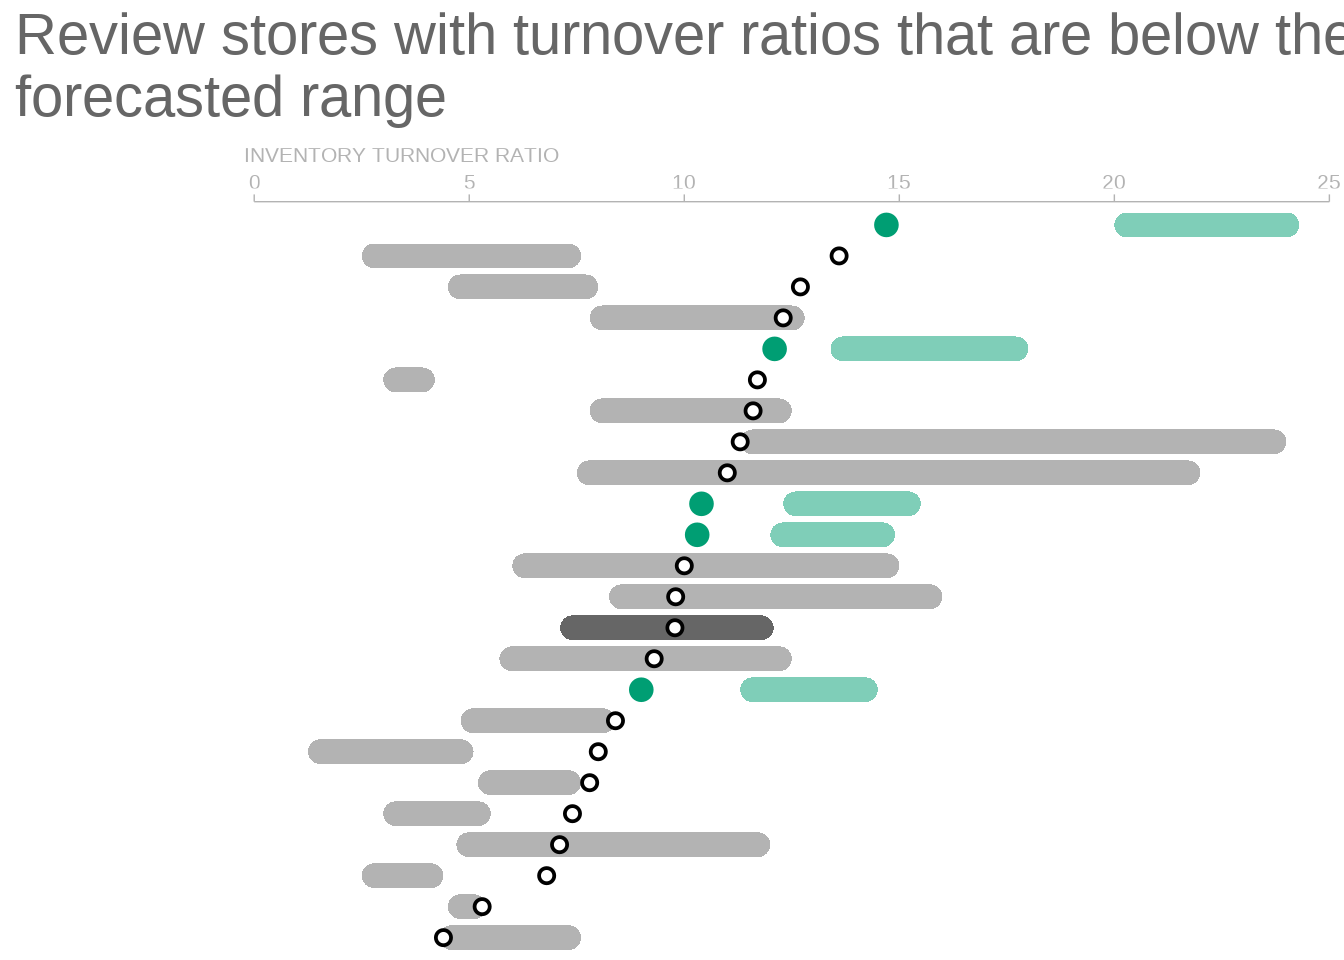 Review stores with turnover ratios that are below the
forecasted range
INVENTORY TURNOVER RATIO
0 5 10 15 20 25